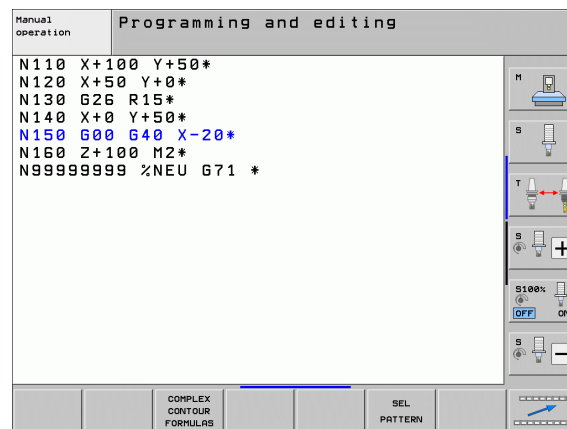 Manual
operation
Programming and editing
N110 X+100 Y+50*
N120 X+50 Y+0*
N130 G26 R15*
N140 X+0 Y+50*
N150 G00 G40 X-20*
N160 Z+100 M2*
N99999999 %NEU G71 *
M
S
T
S
+
S100%
OFF
S
-
COMPLEX
CONTOUR
FORMULAS
SEL
PATTERN